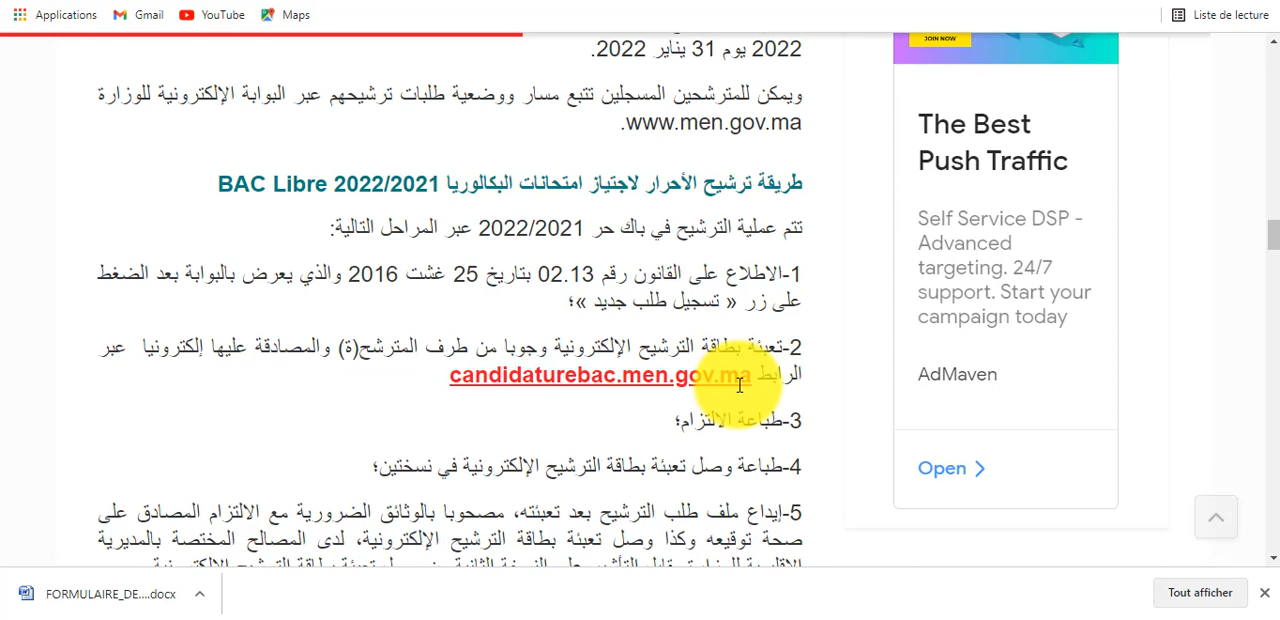 Applications
Gmail
YouTube
Maps
Liste de lecture
2022 يوم 31 يناير 2022.
ويمكن للمترشحين المسجلين تتبع مسار ووضعية طلبات ترشيحهم عبر البوابة الإلكترونية للوزارة
www.men.gov.ma.
طريقة ترشيح الأحرار لاجتياز امتحانات البكالوريا BAC Libre 2022/2021
تتم عملية الترشيح في باك حر 2022/2021 عبر المراحل التالية:
1-الاطلاع على القانون رقم 02.13 بتاريخ 25 غشت 2016 والذي يعرض بالبوابة بعد الضغط
على زر « تسجيل طلب جديد »؛
2-تعبئة بطاقة الترشيح الإلكترونية وجوبا من طرف المترشح(ة) والمصادقة عليها إلكترونيا عبر
الرابط candidaturebac.men.gov.ma
3-طباعة الالتزام؛
4-طباعة وصل تعبئة بطاقة الترشيح الإلكترونية في نسختين؛
5-إيداع ملف طلب الترشيح بعد تعبئته، مصحوبا بالوثائق الضرورية مع الالتزام المصادق على
صحة توقيعه وكذا وصل تعبئة بطاقة الترشيح الإلكترونية، لدى المصالح المختصة بالمديرية
JOIN NOW
The Best
Push Traffic
Self Service DSP -
Advanced
targeting. 24/7
support. Start your
campaign today
AdMaven
Open
FORMULAIRE_DE....docx
Tout afficher